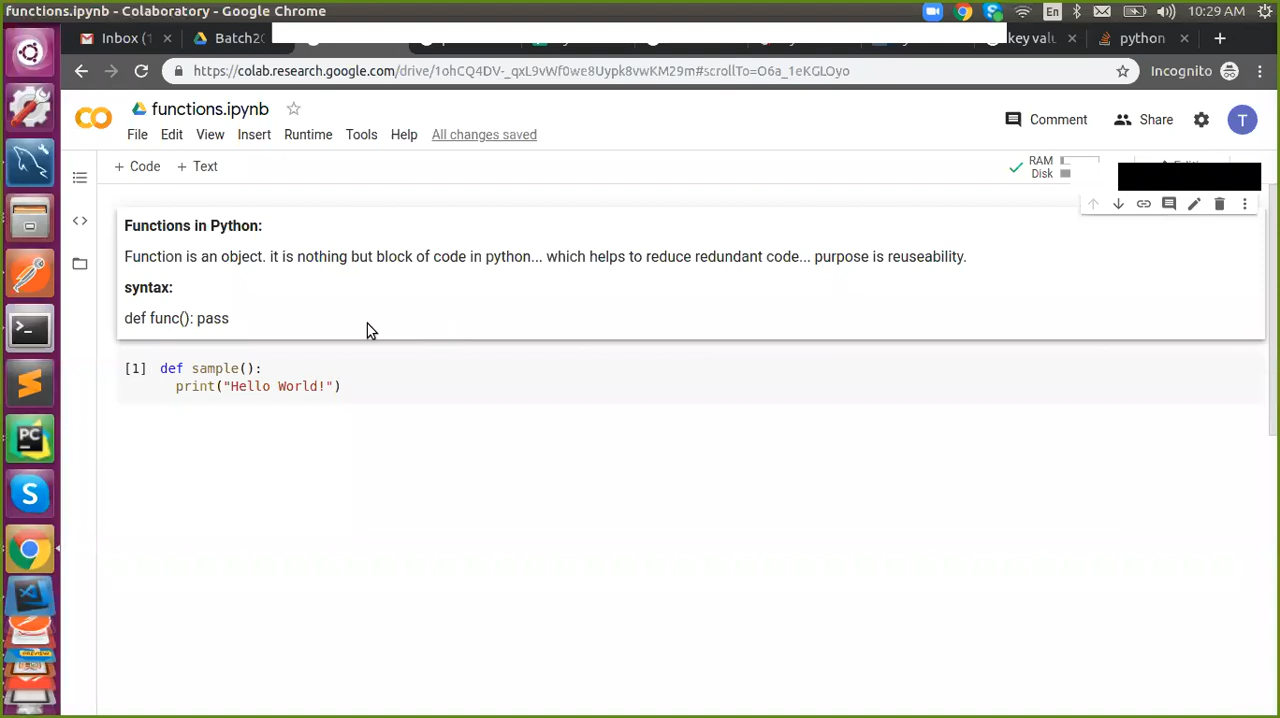 functions.ipynb - Colaboratory - Google Chrome
En
10:29 AM
Inbox (1
Batch2
key valu
python
https://colab.research.google.com/drive/1ohCQ4DV-_qxL9vWf0we8Uypk8vwKM29m#scrollTo=O6a_1eKGLOyo
Incognito
functions.ipynb
Comment
Share
T
File Edit View Insert Runtime Tools Help All changes saved
+ Code + Text
RAM
Disk
Functions in Python:
Function is an object. it is nothing but block of code in python... which helps to reduce redundant code... purpose is reuseability.
syntax:
def func(): pass
[1] def sample():
print("Hello World!")